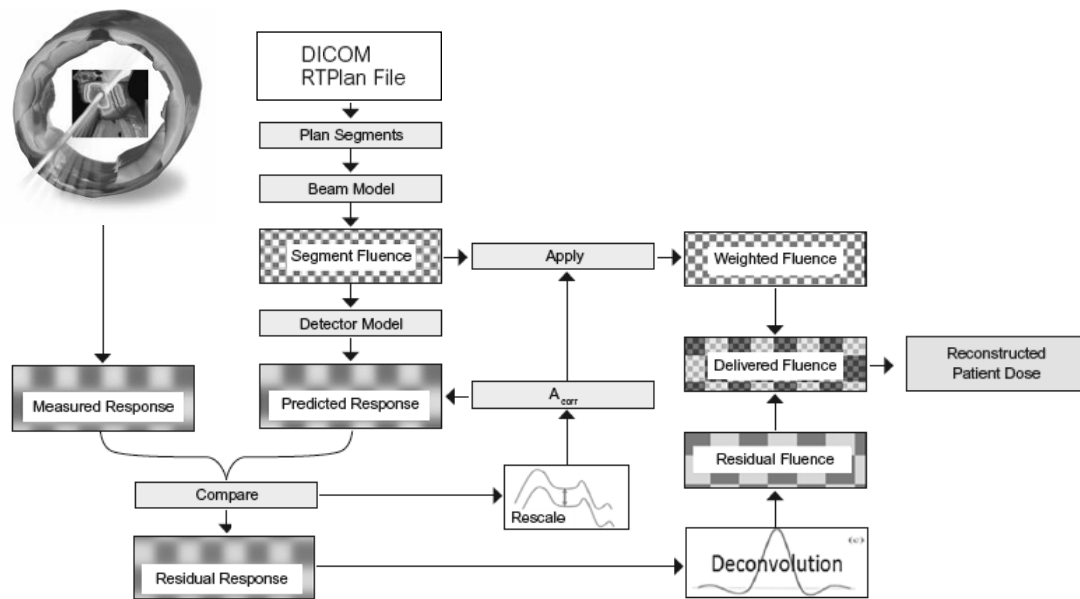 DICOM
RTPlan File
Plan Segments
Beam Model
Segment Fluence
Apply
Weighted Fluence
Detector Model
Delivered Fluence
Reconstructed
Patient Dose
Measured Response
Predicted Response
A corr
Residual Fluence
Compare
Rescale
Residual Response
Deconvolution
(c)